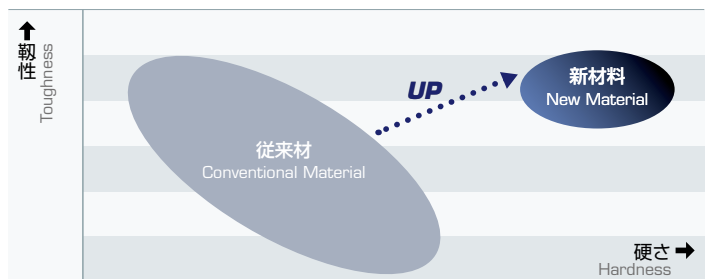 ↑
靭性
Toughness
UP
新材料
New Material
従来材
Conventional Material
硬さ→
Hardness